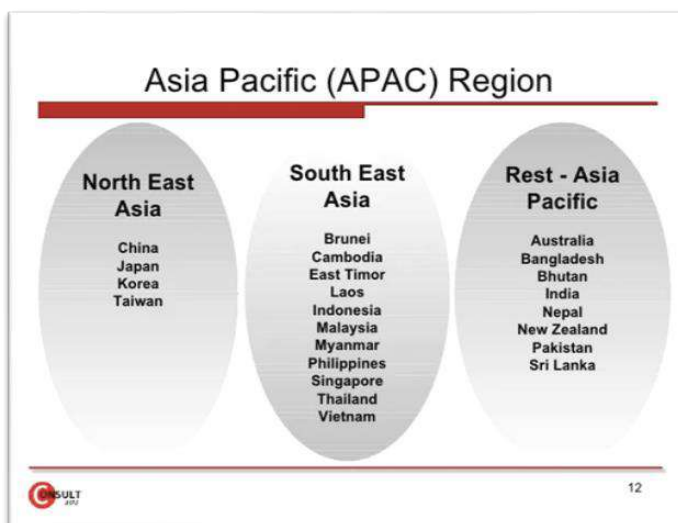 Asia Pacific (APAC) Region
North East
Asia
China
Japan
Korea
Taiwan
South East
Asia
Brunei
Cambodia
East Timor
Laos
Indonesia
Malaysia
Myanmar
Philippines
Singapore
Thailand
Vietnam
Rest - Asia
Pacific
Australia
Bangladesh
Bhutan
India
Nepal
New Zealand
Pakistan
Sri Lanka
CONSULT
12